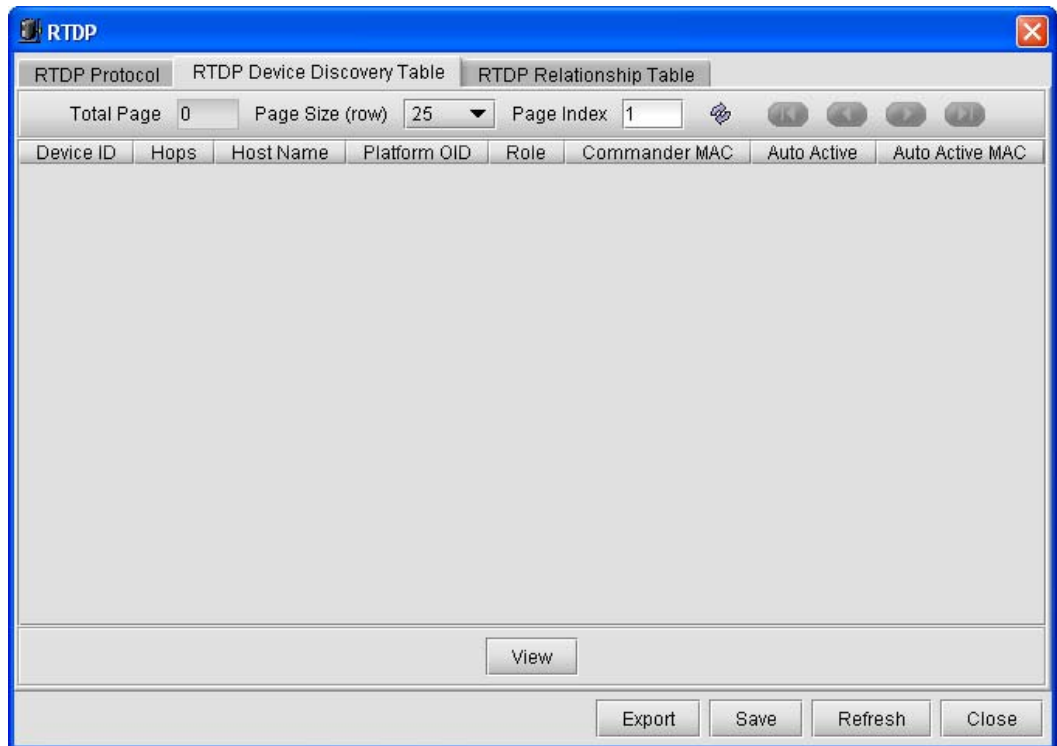 RTDP
RTDP Protocol RTDP Device Discovery Table RTDP Relationship Table
Total Page 0 Page Size (row) 25 Page Index 1
Device ID Hops Host Name Platform OID Role Commander MAC Auto Active Auto Active MAC
View
Export Save Refresh Close